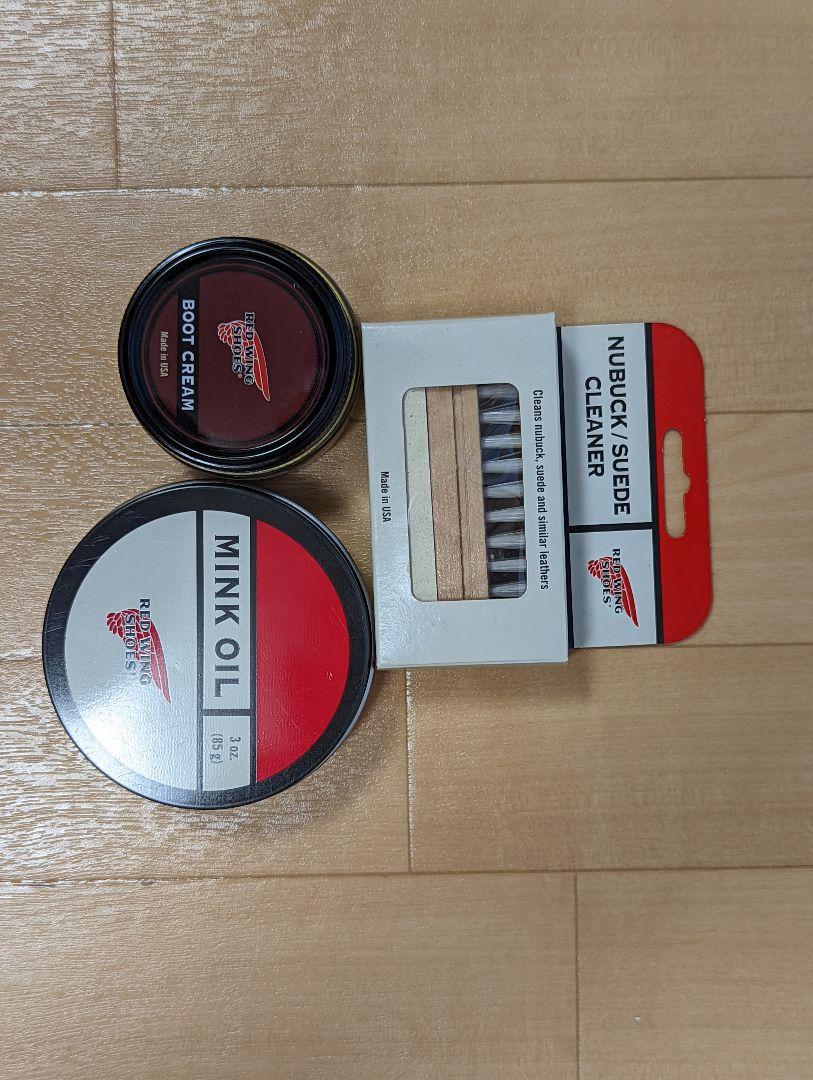 RED WING
SHOES®
BOOT CREAM
Made in USA
NUBUCK/SUEDE
CLEANER
RED WING
SHOES®
Cleans nubuck, suede and similar leathers
Made in USA
MINK OIL
3 oz.
(85 g)
RED WING
SHOES®